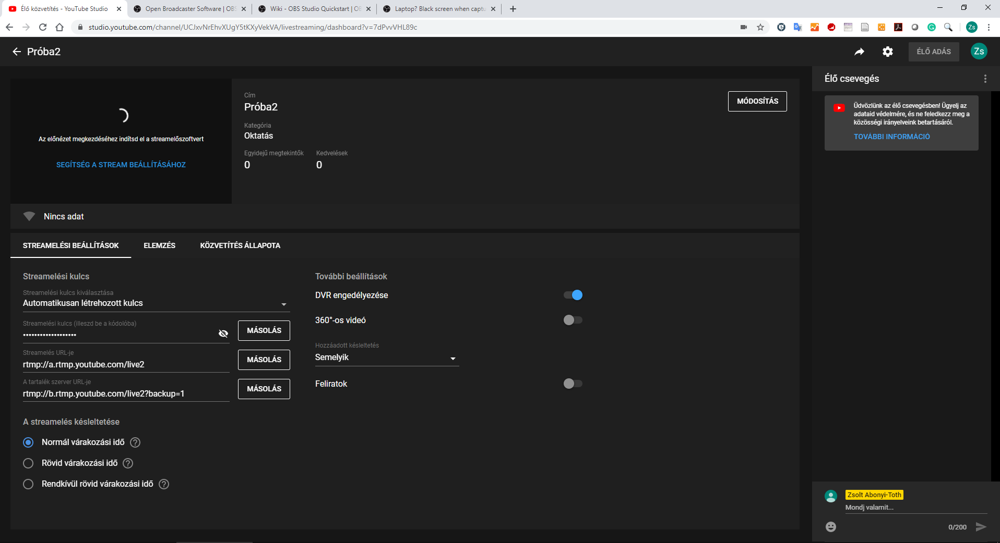 Élő közvetítés - YouTube Studio
Open Broadcaster Software | OBS
Wiki - OBS Studio Quickstart | OB
Laptop? Black screen when captu
studio.youtube.com/channel/UCJxvNrEhvXUgY5tKXyVekVA/livestreaming/dashboard?v=7dPvvVHL89c
Zs
Próba2
ÉLŐ ADÁS
Zs
Az előnézet megkezdéséhez indítsd el a streamelőszoftvert
SEGÍTSÉG A STREAM BEÁLLÍTÁSÁHOZ
Cím
Próba2
MÓDOSÍTÁS
Kategória
Oktatás
Egyidejű megtekintők
Kedvelések
0
0
Nincs adat
STREAMELÉSI BEÁLLÍTÁSOK
ELEMZÉS
KÖZVETÍTÉS ÁLLAPOTA
Streamelési kulcs
Streamelési kulcs kiválasztása
Automatikusan létrehozott kulcs
Streamelési kulcs (illeszd be a kódolóba)
•••••••••••••••••••
MÁSOLÁS
Streamelés URL-je
rtmp://a.rtmp.youtube.com/live2
MÁSOLÁS
A tartalék szerver URL-je
rtmp://b.rtmp.youtube.com/live2?backup=1
MÁSOLÁS
A streamelés késleltetése
Normál várakozási idő
Rövid várakozási idő
Rendkívül rövid várakozási idő
További beállítások
DVR engedélyezése
360°-os videó
Hozzáadott késleltetés
Semelyik
Feliratok
Élő csevegés
Üdvözlünk az élő csevegésben! Ügyelj az
adataid védelmére, és ne feledkezz meg a
közösségi irányelveink betartásáról.
TOVÁBBI INFORMÁCIÓ
Zsolt Abonyi-Toth
Mondj valamit...
0/200